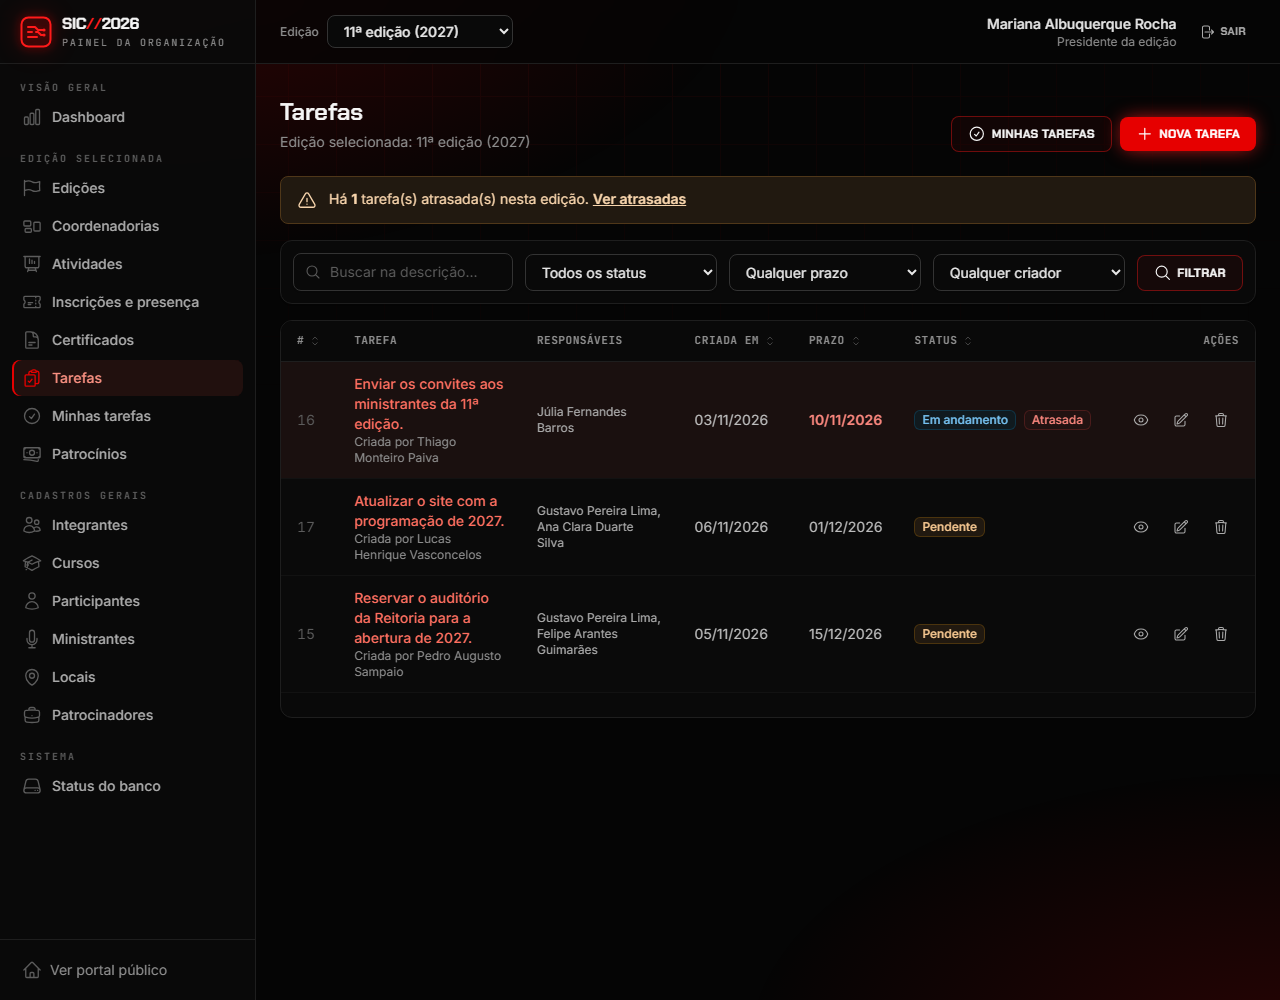 SIC//2026
PAINEL DA ORGANIZAÇÃO
Edição
11ª edição (2027)
Mariana Albuquerque Rocha
Presidente da edição
SAIR
VISÃO GERAL
Dashboard
EDIÇÃO SELECIONADA
Edições
Coordenadorias
Atividades
Inscrições e presença
Certificados
Tarefas
Minhas tarefas
Patrocínios
CADASTROS GERAIS
Integrantes
Cursos
Participantes
Ministrantes
Locais
Patrocinadores
SISTEMA
Status do banco
Ver portal público
Tarefas
Edição selecionada: 11ª edição (2027)
MINHAS TAREFAS
NOVA TAREFA
Há 1 tarefa(s) atrasada(s) nesta edição. Ver atrasadas
Buscar na descrição...
Todos os status
Qualquer prazo
Qualquer criador
FILTRAR
# TAREFA RESPONSÁVEIS CRIADA EM PRAZO STATUS AÇÕES
16
Enviar os convites aos
ministrantes da 11ª
edição.
Criada por Thiago
Monteiro Paiva
Júlia Fernandes
Barros
03/11/2026
10/11/2026
Em andamento
Atrasada
17
Atualizar o site com a
programação de 2027.
Criada por Lucas
Henrique Vasconcelos
Gustavo Pereira Lima,
Ana Clara Duarte
Silva
06/11/2026
01/12/2026
Pendente
15
Reservar o auditório
da Reitoria para a
abertura de 2027.
Criada por Pedro Augusto
Sampaio
Gustavo Pereira Lima,
Felipe Arantes
Guimarães
05/11/2026
15/12/2026
Pendente